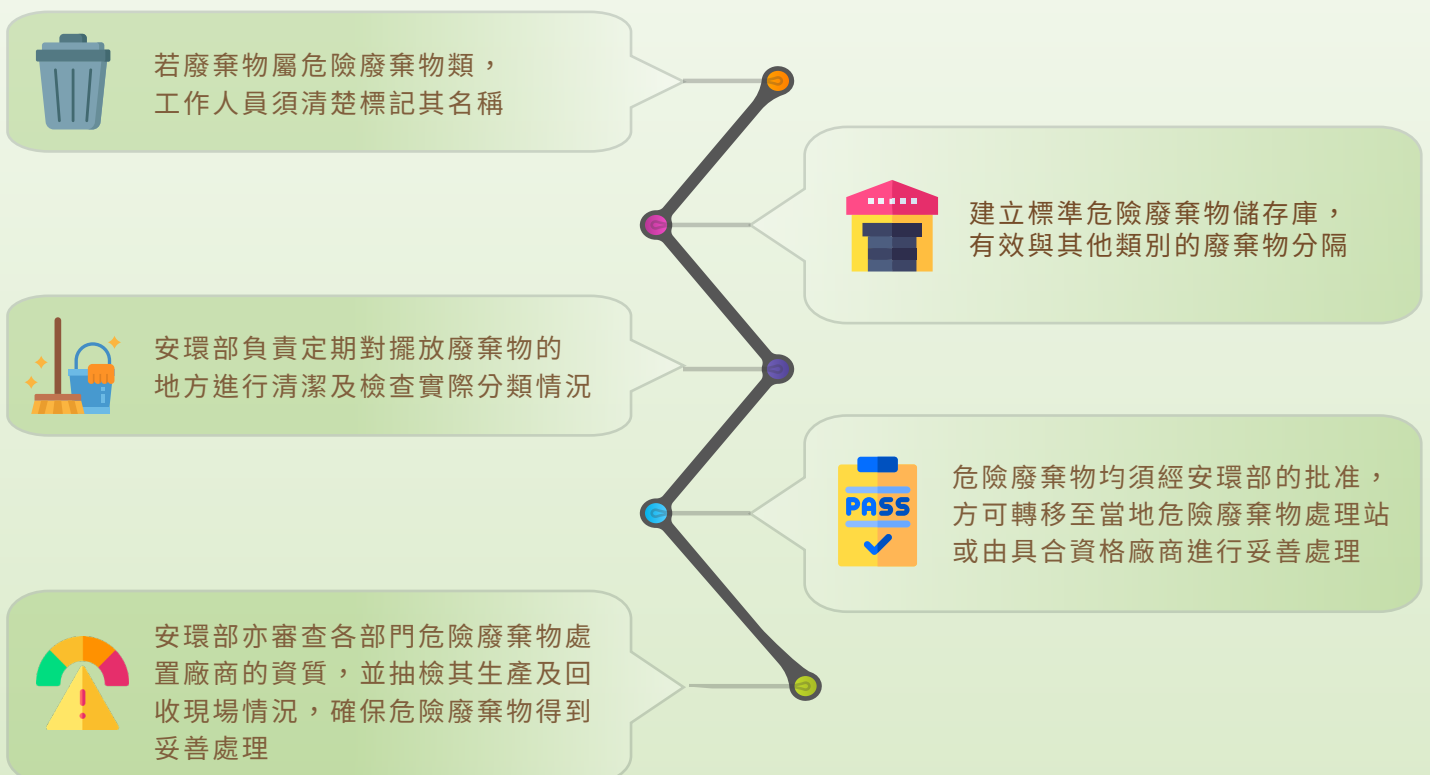 若廢棄物屬危險廢棄物類，
工作人員須清楚標記其名稱
建立標準危險廢棄物儲存庫，
有效與其他類別的廢棄物分隔
安環部負責定期對擺放廢棄物的
地方進行清潔及檢查實際分類情況
PASS
危險廢棄物均須經安環部的批准，
方可轉移至當地危險廢棄物處理站
或由具合資格廠商進行妥善處理
安環部亦審查各部門危險廢棄物處
置廠商的資質，並抽檢其生產及回
收現場情況，確保危險廢棄物得到
妥善處理